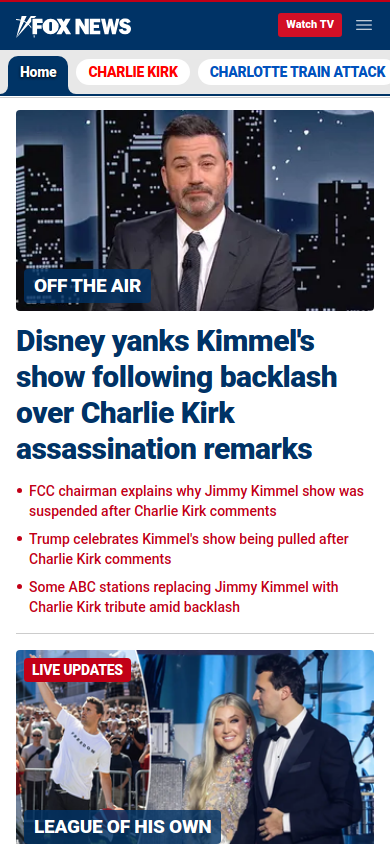 FOX NEWS
Watch TV
Home
CHARLIE KIRK
CHARLOTTE TRAIN ATTACK
OFF THE AIR
Disney yanks Kimmel's
show following backlash
over Charlie Kirk
assassination remarks
• FCC chairman explains why Jimmy Kimmel show was
suspended after Charlie Kirk comments
• Trump celebrates Kimmel's show being pulled after
Charlie Kirk comments
• Some ABC stations replacing Jimmy Kimmel with
Charlie Kirk tribute amid backlash
LIVE UPDATES
FREEDOM
LEAGUE OF HIS OWN